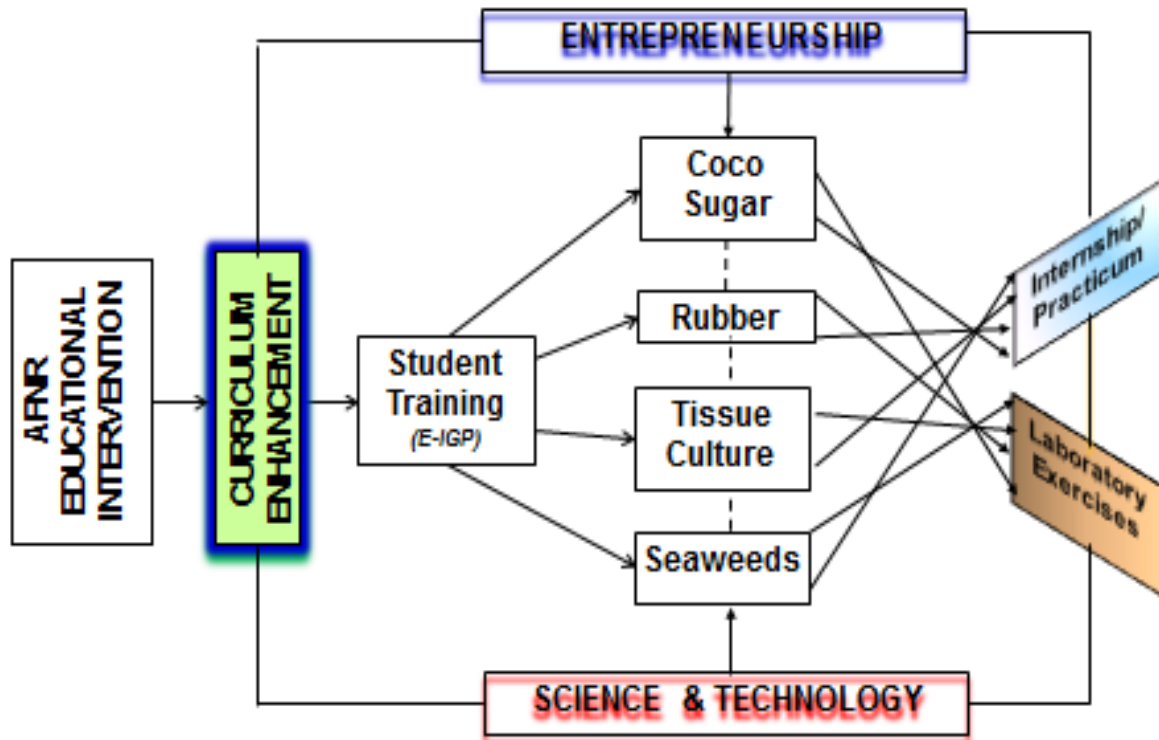 ENTREPRENEURSHIP
AFNR
EDUCATIONAL
INTERVENTION
CURRICULUM
ENHANCEMENT
Student
Training
(E-IGP)
Coco
Sugar
Rubber
Tissue
Culture
Seaweeds
Internship/
Practicum
Laboratory
Exercises
SCIENCE & TECHNOLOGY